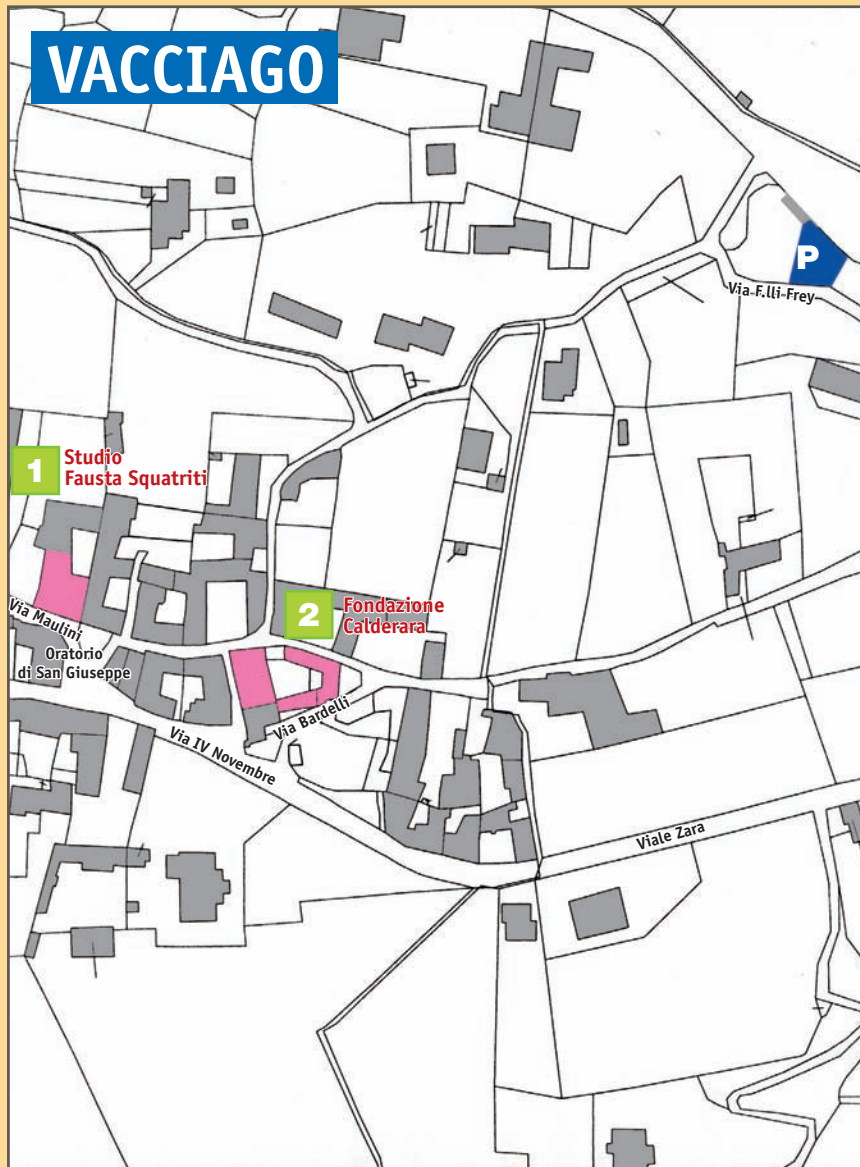 VACCIAGO
P
Via F.lli Frey
1
Studio
Fausta Squatriti
2
Fondazione
Calderara
Via Maulini
Oratorio
di San Giuseppe
Via Bardelli
Via IV Novembre
Viale Zara